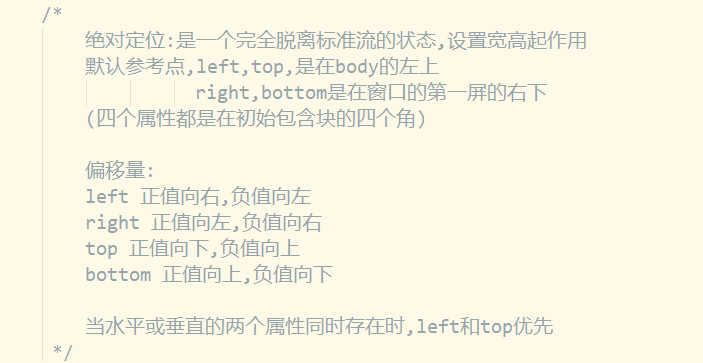 /*
绝对定位:是一个完全脱离标准流的状态,设置宽高起作用
默认参考点,left,top,是在body的左上
right,bottom是在窗口的第一屏的右下
(四个属性都是在初始包含块的四个角)
偏移量:
left 正值向右,负值向左
right 正值向左,负值向右
top 正值向下,负值向上
bottom 正值向上,负值向下
当水平或垂直的两个属性同时存在时,left和top优先
*/